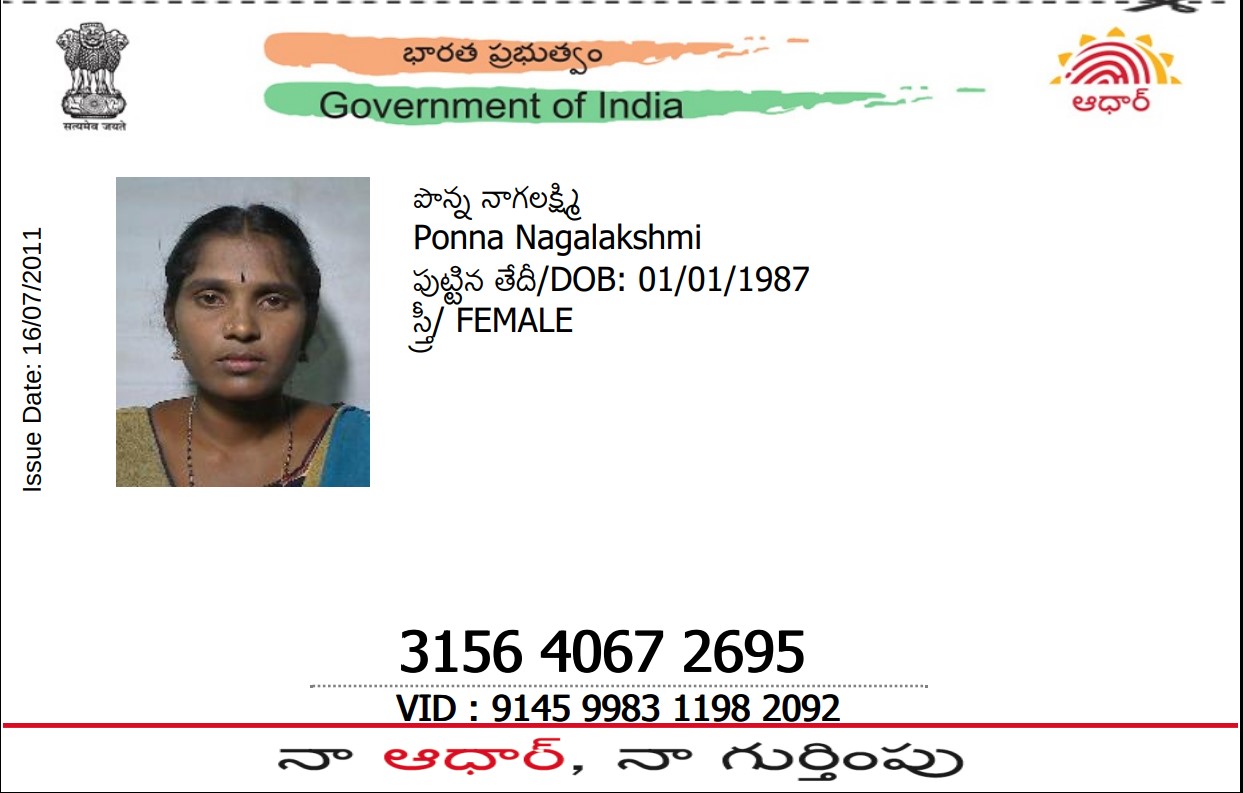 భారత ప్రభుత్వం
Government of India
सत्यमेव जयते
ఆధార్
Issue Date: 16/07/2011
పొన్న నాగలక్ష్మి
Ponna Nagalakshmi
పుట్టిన తేదీ/DOB: 01/01/1987
స్త్రీ/ FEMALE
3156 4067 2695
VID : 9145 9983 1198 2092
నా ఆధార్, నా గుర్తింపు